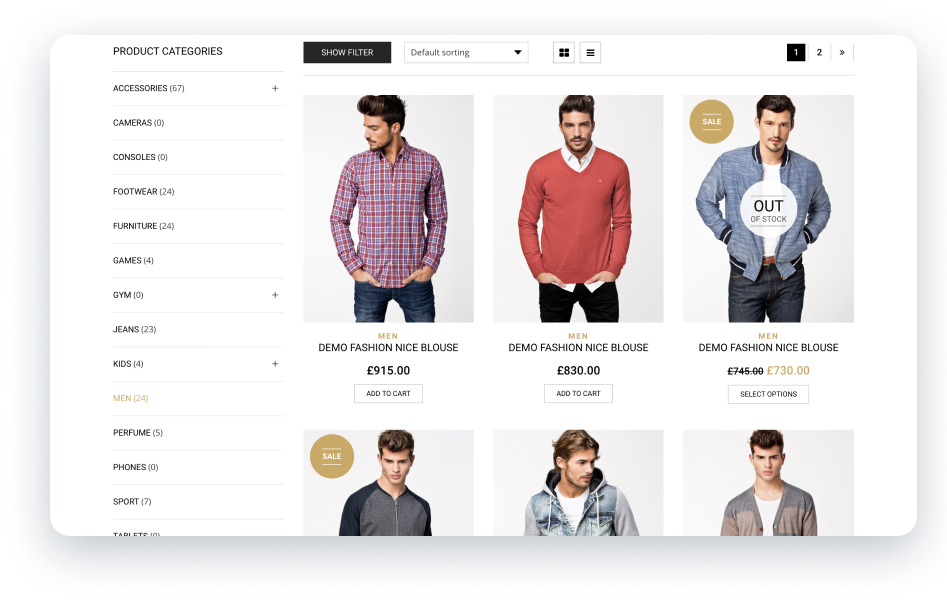 PRODUCT CATEGORIES
ACCESSORIES (67) +
CAMERAS (0)
CONSOLES (0)
FOOTWEAR (24)
FURNITURE (24)
GAMES (4)
GYM (0) +
JEANS (23)
KIDS (4) +
MEN (24)
PERFUME (5)
PHONES (0)
SPORT (7)
TABLETS (0)
SHOW FILTER
Default sorting
1 2 »
SALE
OUT
OF STOCK
MEN
DEMO FASHION NICE BLOUSE
£915.00
ADD TO CART
MEN
DEMO FASHION NICE BLOUSE
£830.00
ADD TO CART
MEN
DEMO FASHION NICE BLOUSE
£745.00 £730.00
SELECT OPTIONS
SALE